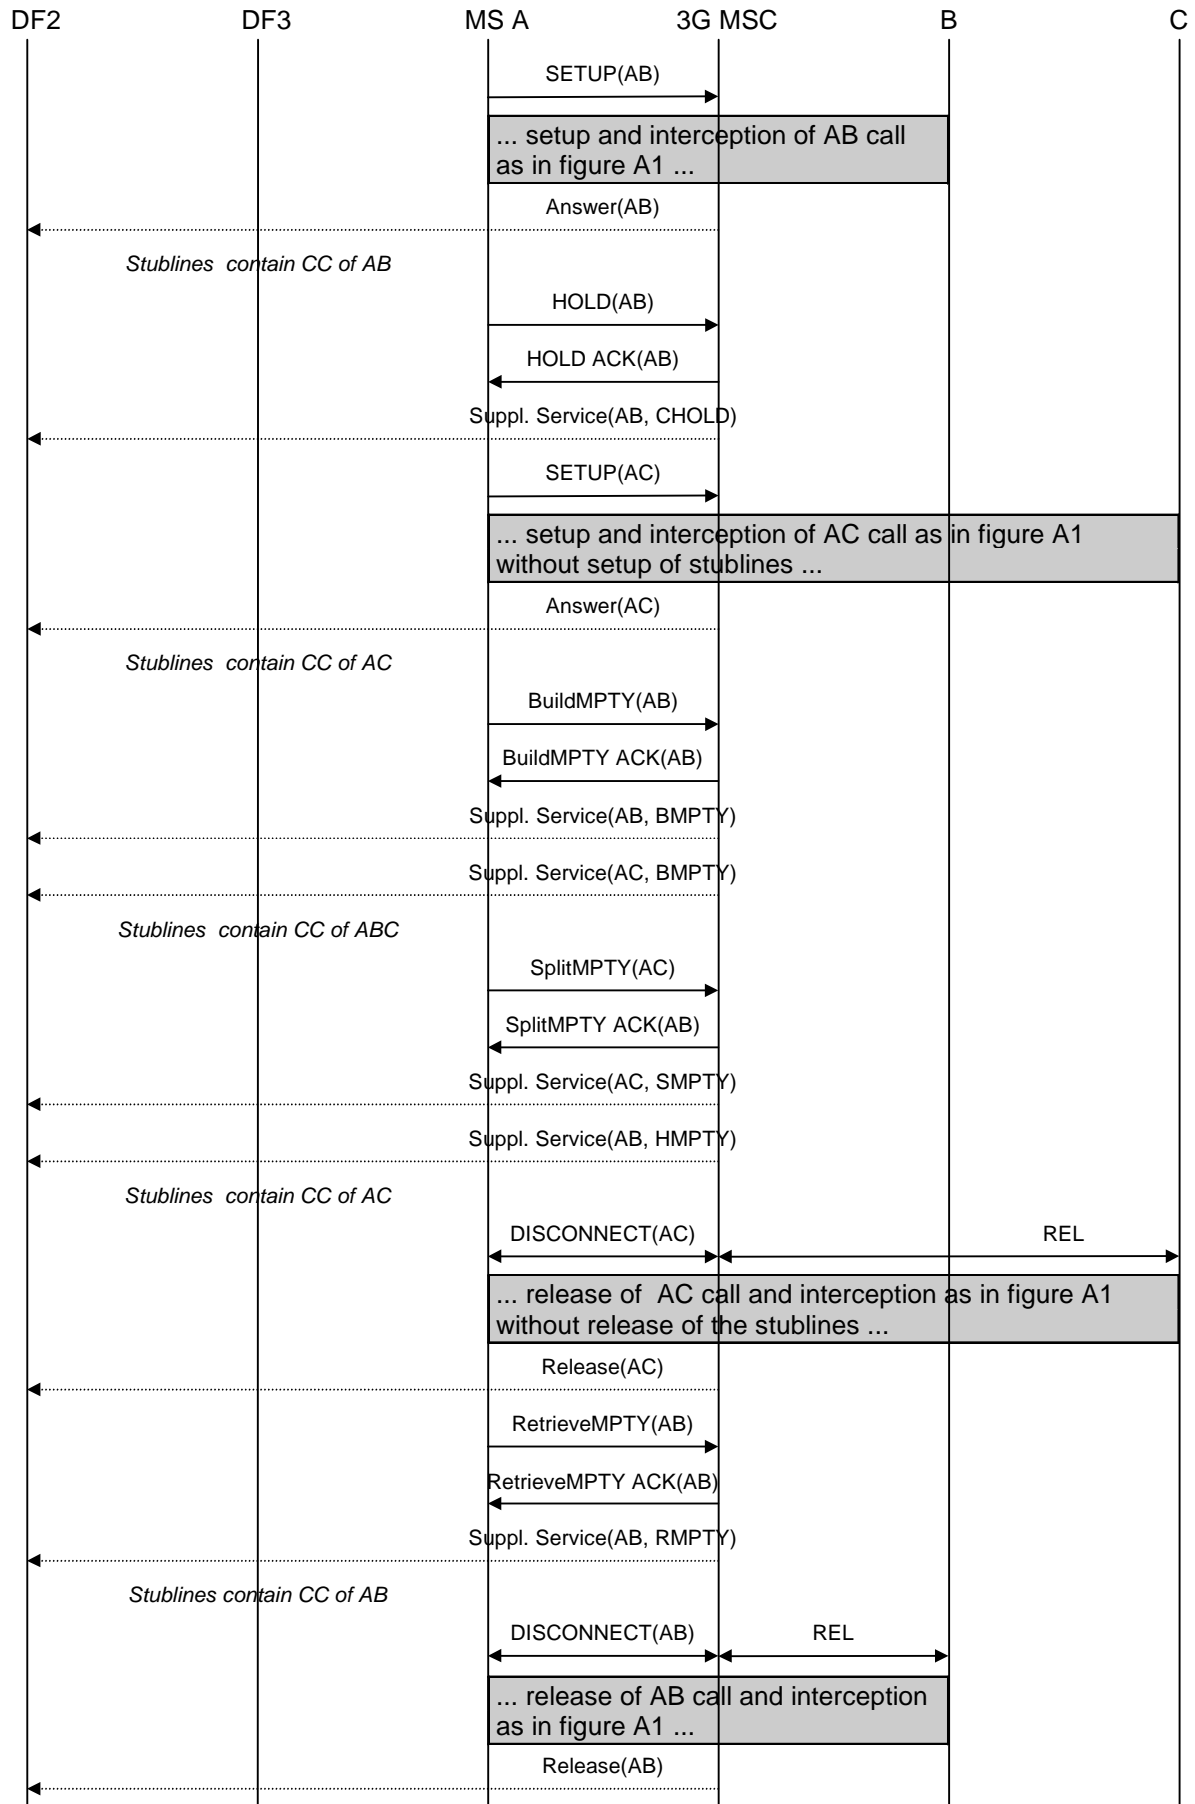 DF2 DF3 MS A 3G MSC B C
SETUP(AB)
... setup and interception of AB call
as in figure A1 ...
Answer(AB)
Stublines contain CC of AB
HOLD(AB)
HOLD ACK(AB)
Suppl. Service(AB, CHOLD)
SETUP(AC)
... setup and interception of AC call as in figure A1
without setup of stublines ...
Answer(AC)
Stublines contain CC of AC
BuildMPTY(AB)
BuildMPTY ACK(AB)
Suppl. Service(AB, BMPTY)
Suppl. Service(AC, BMPTY)
Stublines contain CC of ABC
SplitMPTY(AC)
SplitMPTY ACK(AB)
Suppl. Service(AC, SMPTY)
Suppl. Service(AB, HMPTY)
Stublines contain CC of AC
DISCONNECT(AC) REL
... release of AC call and interception as in figure A1
without release of the stublines ...
Release(AC)
RetrieveMPTY(AB)
RetrieveMPTY ACK(AB)
Suppl. Service(AB, RMPTY)
Stublines contain CC of AB
DISCONNECT(AB) REL
... release of AB call and interception
as in figure A1 ...
Release(AB)